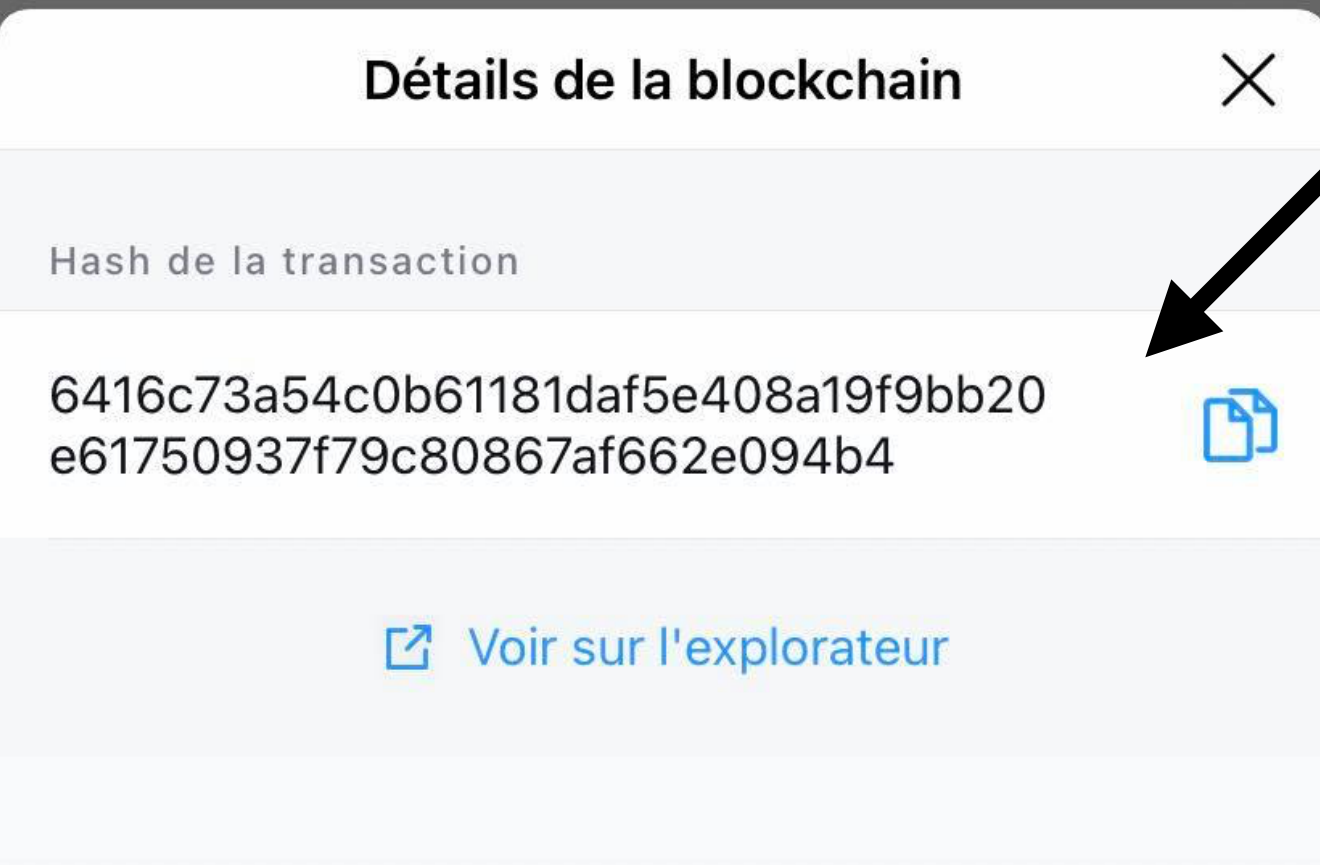 Détails de la blockchain
Hash de la transaction
6416c73a54c0b61181daf5e408a19f9bb20
e61750937f79c80867af662e094b4
Voir sur l'explorateur